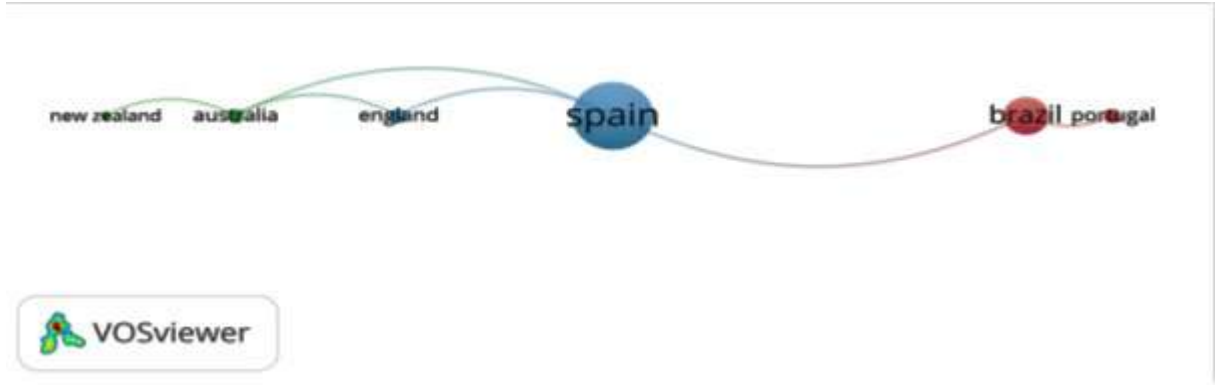 new zealand
australia
england
spain
brazil
portugal
VOSviewer